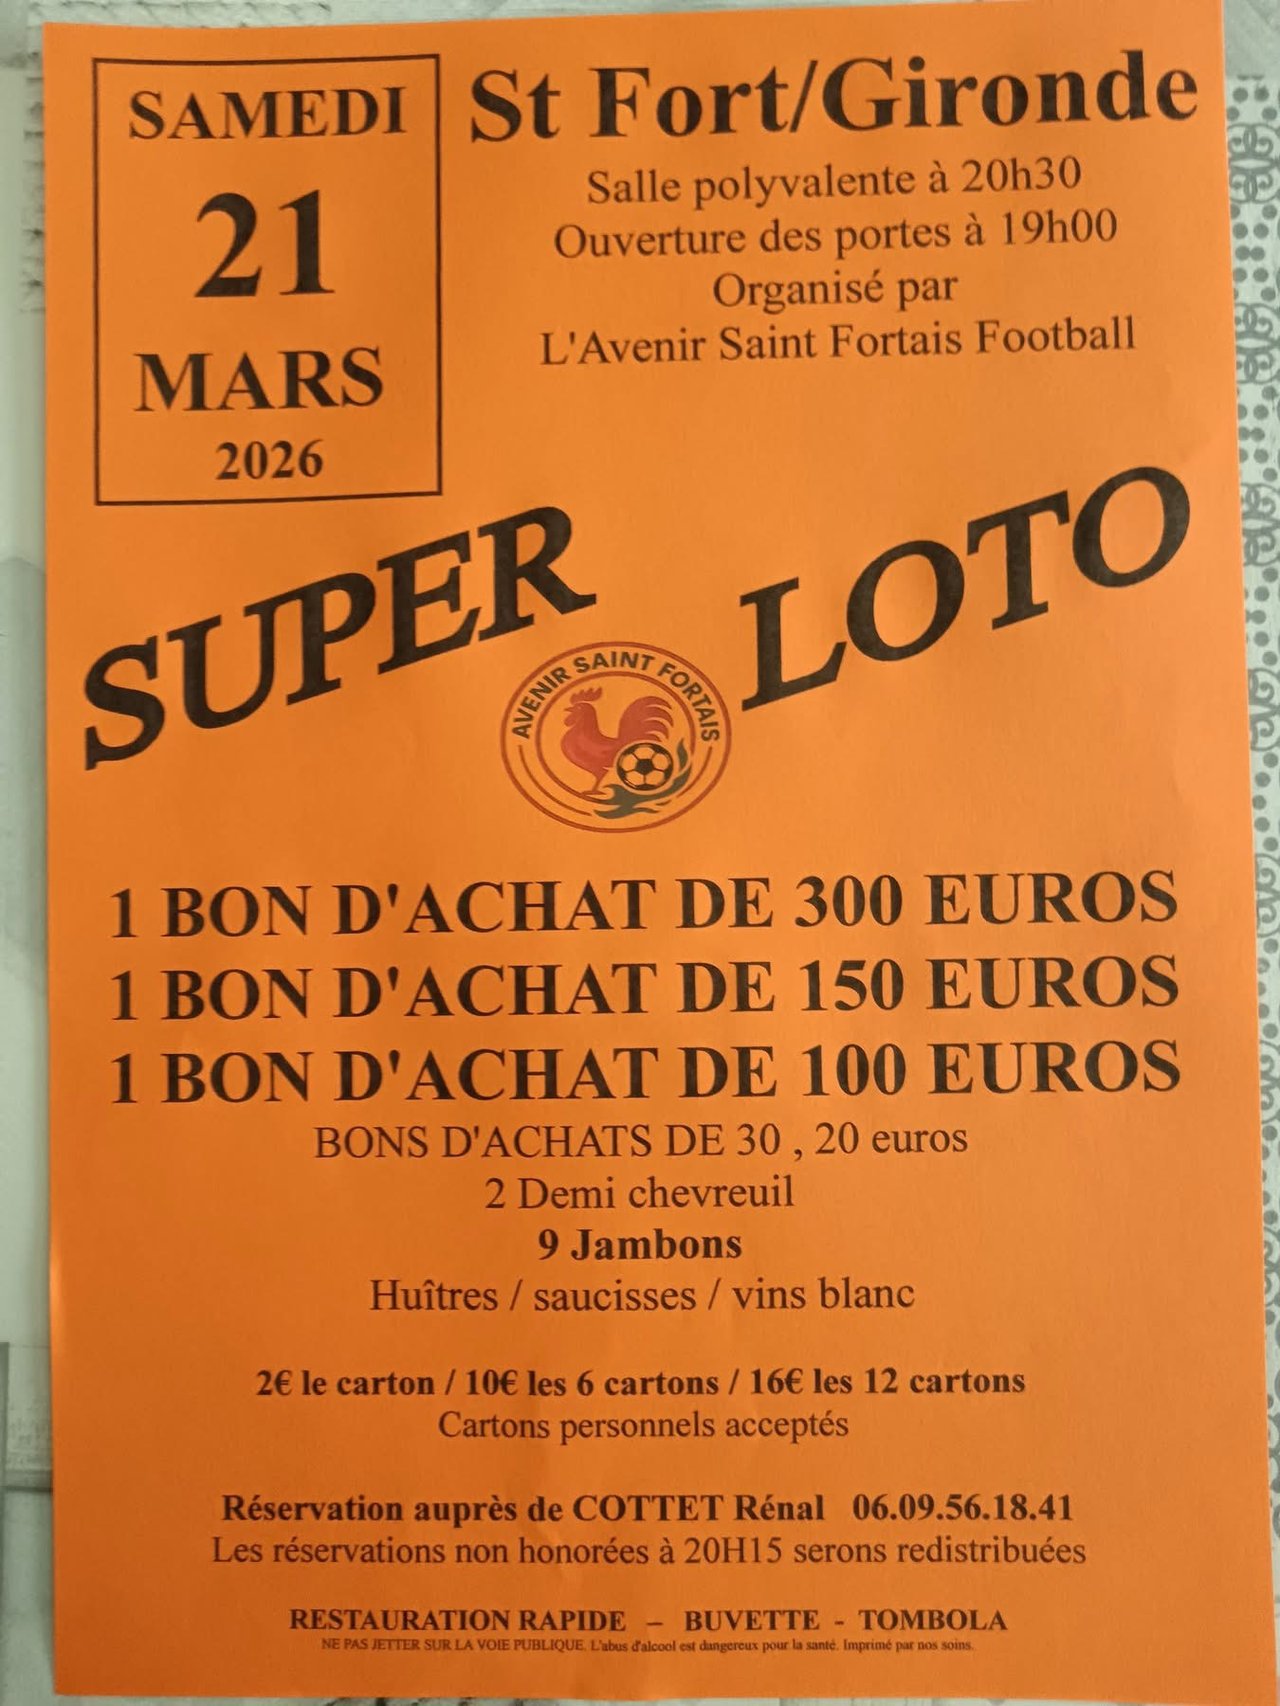 SAMEDI
21
MARS
2026
St Fort/Gironde
Salle polyvalente à 20h30
Ouverture des portes à 19h00
Organisé par
L'Avenir Saint Fortais Football
SUPER LOTO
AVENIR SAINT FORTAIS
1 BON D'ACHAT DE 300 EUROS
1 BON D'ACHAT DE 150 EUROS
1 BON D'ACHAT DE 100 EUROS
BONS D'ACHATS DE 30 , 20 euros
2 Demi chevreuil
9 Jambons
Huîtres / saucisses / vins blanc
2€ le carton / 10€ les 6 cartons / 16€ les 12 cartons
Cartons personnels acceptés
Réservation auprès de COTTET Rénal 06.09.56.18.41
Les réservations non honorées à 20H15 serons redistribuées
RESTAURATION RAPIDE – BUVETTE - TOMBOLA
NE PAS JETTER SUR LA VOIE PUBLIQUE. L'abus d'alcool est dangereux pour la santé. Imprimé par nos soins.